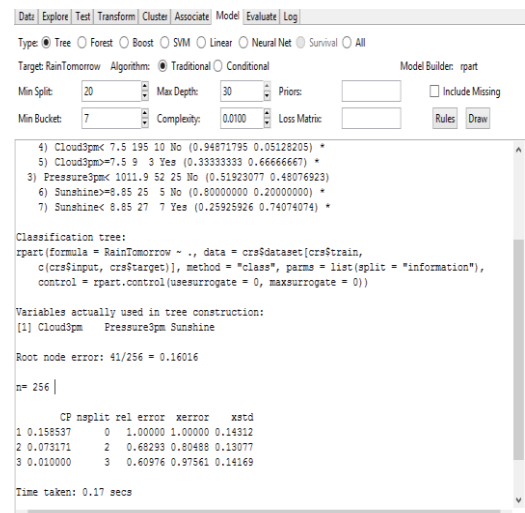 Data Explore Test Transform Cluster Associate Model Evaluate Log
Type: Tree Forest Boost SVM Linear Neural Net Survival All
Target: RainTomorrow Algorithm: Traditional Conditional Model Builder: rpart
Min Split: 20 Max Depth: 30 Priors: Include Missing
Min Bucket: 7 Complexity: 0.0100 Loss Matrix: Rules Draw
4) Cloud3pm< 7.5 195 10 No (0.94871795 0.05128205) *
5) Cloud3pm>=7.5 9 3 Yes (0.33333333 0.66666667) *
3) Pressure3pm< 1011.9 52 25 No (0.51923077 0.48076923)
6) Sunshine>=8.85 25 5 No (0.80000000 0.20000000) *
7) Sunshine< 8.85 27 7 Yes (0.25925926 0.74074074) *
Classification tree:
rpart(formula = RainTomorrow ~ ., data = crs$dataset[crs$train,
c(crs$input, crs$target)], method = "class", parms = list(split = "information"),
control = rpart.control(usesurrogate = 0, maxsurrogate = 0))
Variables actually used in tree construction:
[1] Cloud3pm Pressure3pm Sunshine
Root node error: 41/256 = 0.16016
n= 256
CP nsplit rel error xerror xstd
1 0.158537 0 1.00000 1.00000 0.14312
2 0.073171 2 0.68293 0.80488 0.13077
3 0.010000 3 0.60976 0.97561 0.14169
Time taken: 0.17 secs